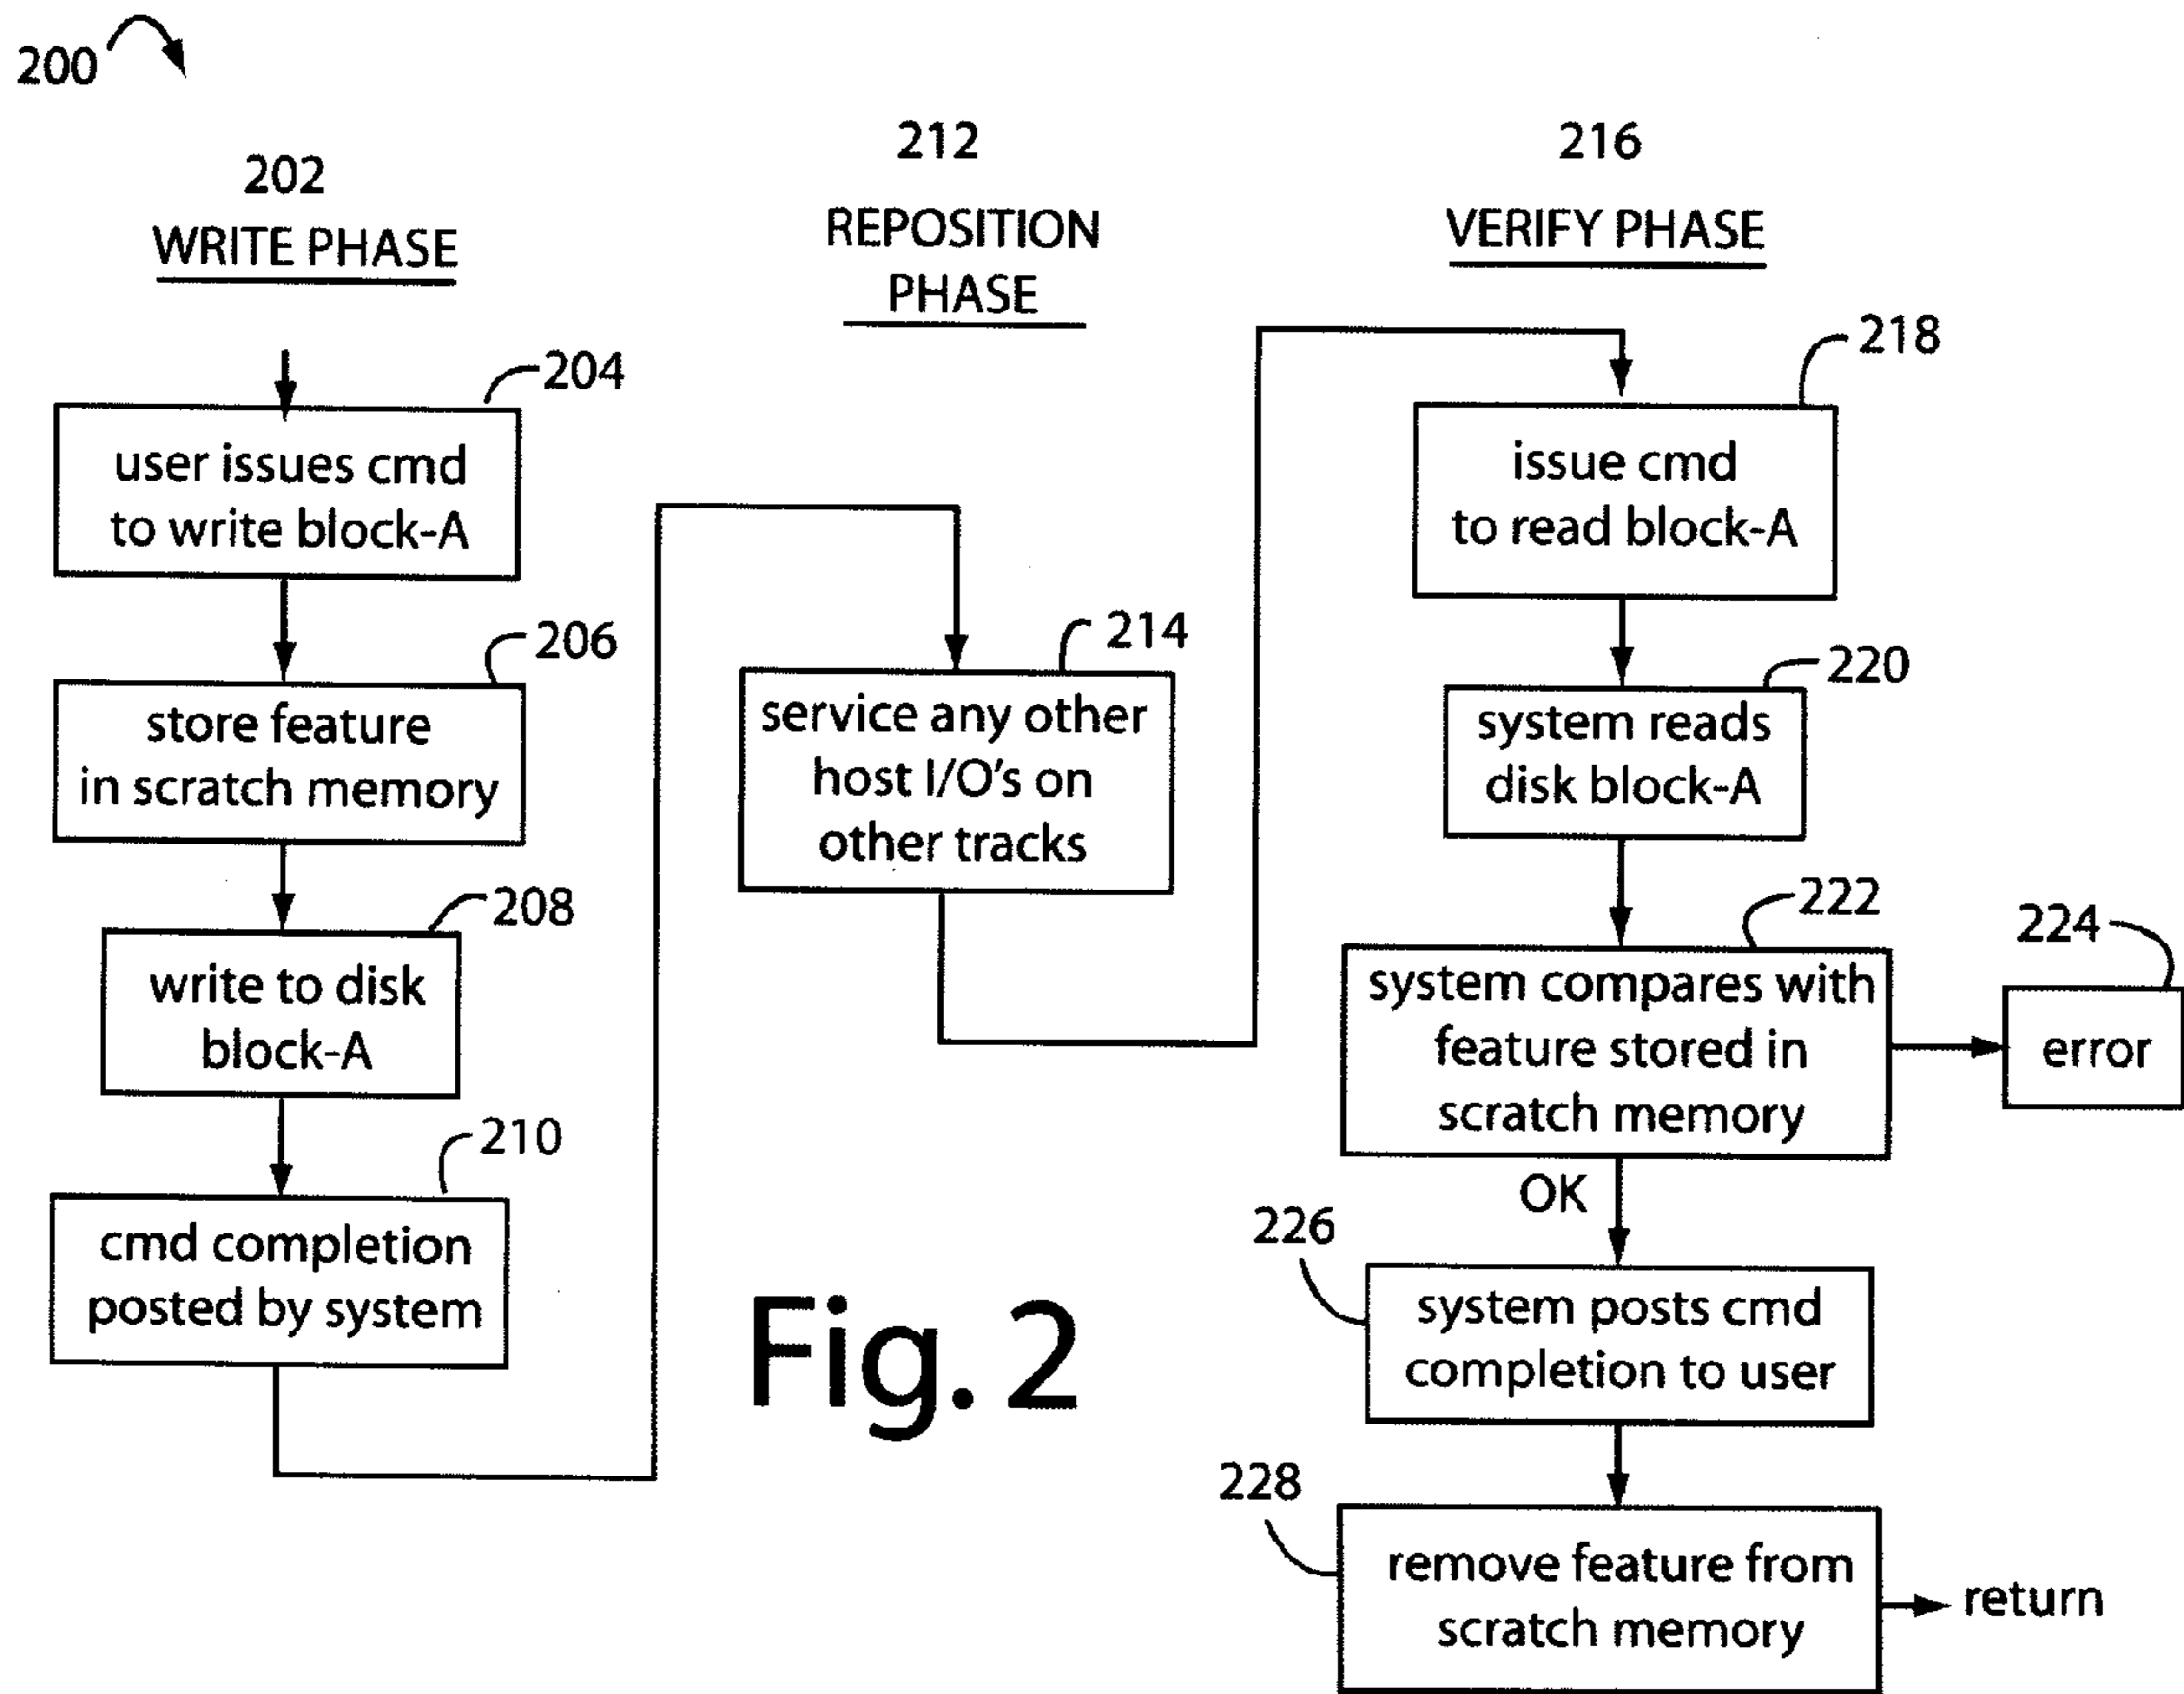 200
202
WRITE PHASE
204
user issues cmd
to write block-A
206
store feature
in scratch memory
208
write to disk
block-A
210
cmd completion
posted by system
212
REPOSITION
PHASE
214
service any other
host I/O's on
other tracks
216
VERIFY PHASE
218
issue cmd
to read block-A
220
system reads
disk block-A
222
system compares with
feature stored in
scratch memory
224
error
OK
226
system posts cmd
completion to user
228
remove feature from
scratch memory
return
Fig. 2